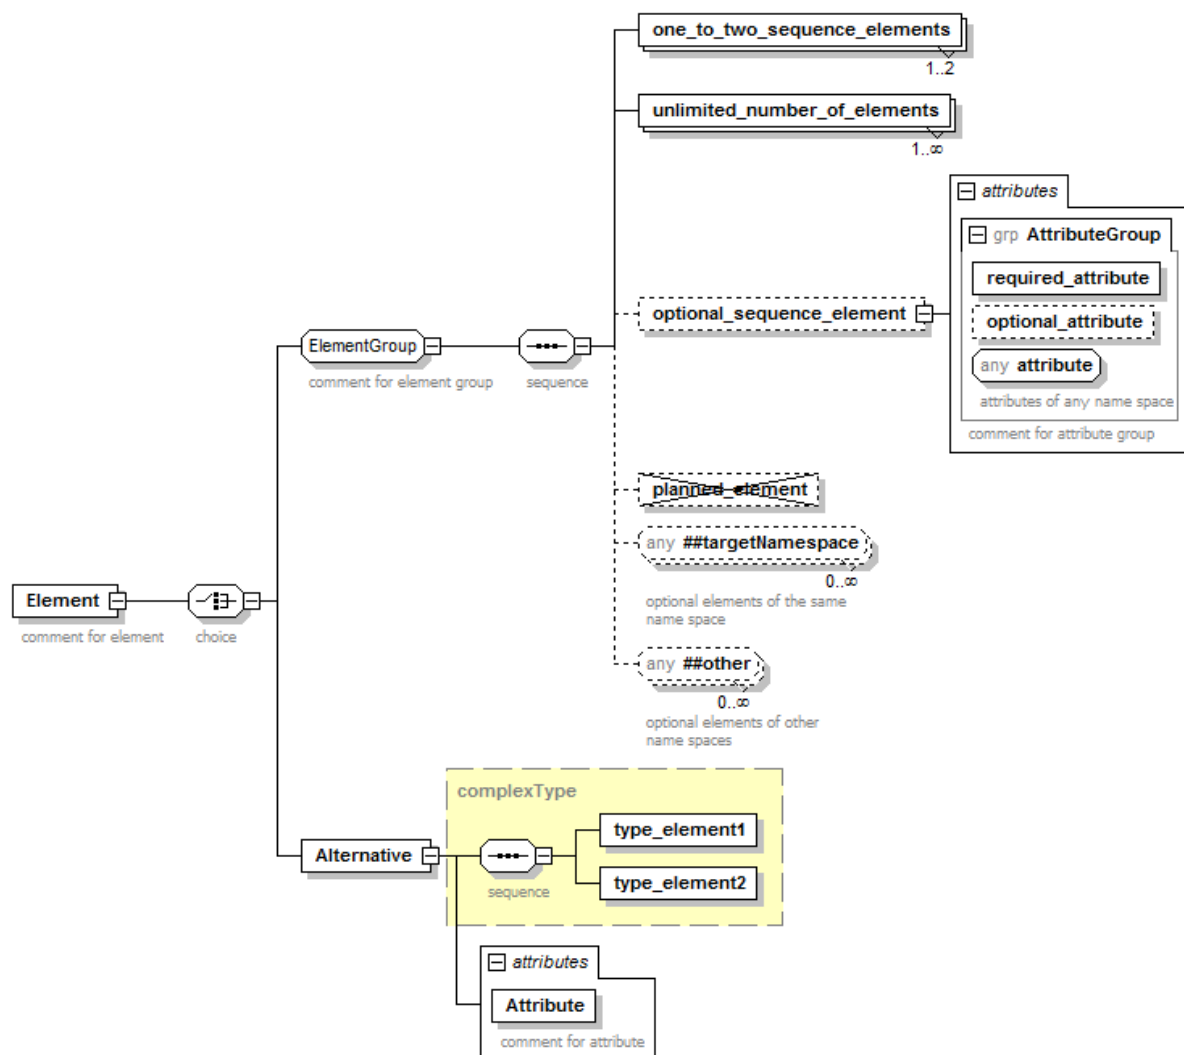 one_to_two_sequence_elements
1..2
unlimited_number_of_elements
1..∞
attributes
grp AttributeGroup
required_attribute
optional_sequence_element
optional_attribute
any attribute
attributes of any name space
comment for attribute group
ElementGroup
comment for element group
sequence
planned_element
any ##targetNamespace
0..∞
optional elements of the same
name space
Element
comment for element
choice
any ##other
0..∞
optional elements of other
name spaces
complexType
type_element1
Alternative
sequence
type_element2
attributes
Attribute
comment for attribute